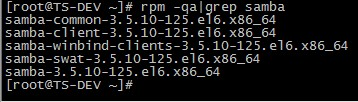 [root@TS-DEV ~]# rpm -qa|grep samba
samba-common-3.5.10-125.el6.x86_64
samba-client-3.5.10-125.el6.x86_64
samba-winbind-clients-3.5.10-125.el6.x86_64
samba-swat-3.5.10-125.el6.x86_64
samba-3.5.10-125.el6.x86_64
[root@TS-DEV ~]#